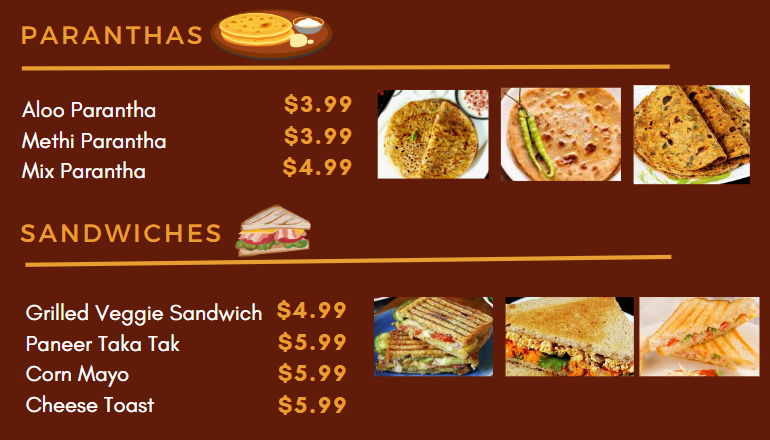 PARANTHAS
Aloo Parantha $3.99
Methi Parantha $3.99
Mix Parantha $4.99
SANDWICHES
Grilled Veggie Sandwich $4.99
Paneer Taka Tak $5.99
Corn Mayo $5.99
Cheese Toast $5.99